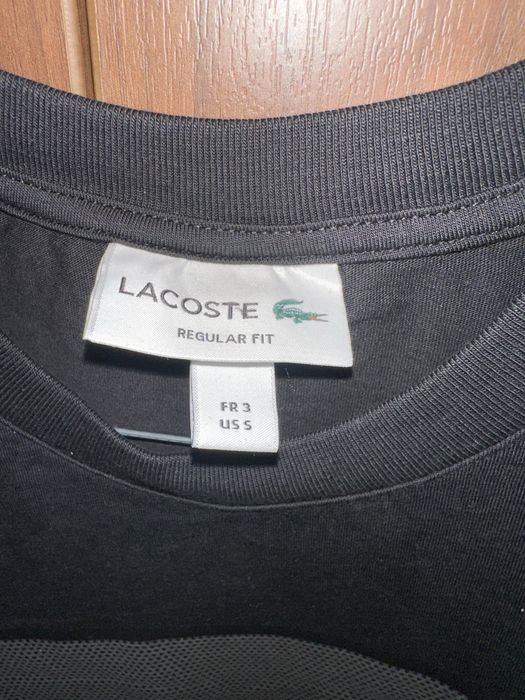 LACOSTE
REGULAR FIT
FR 3
US S